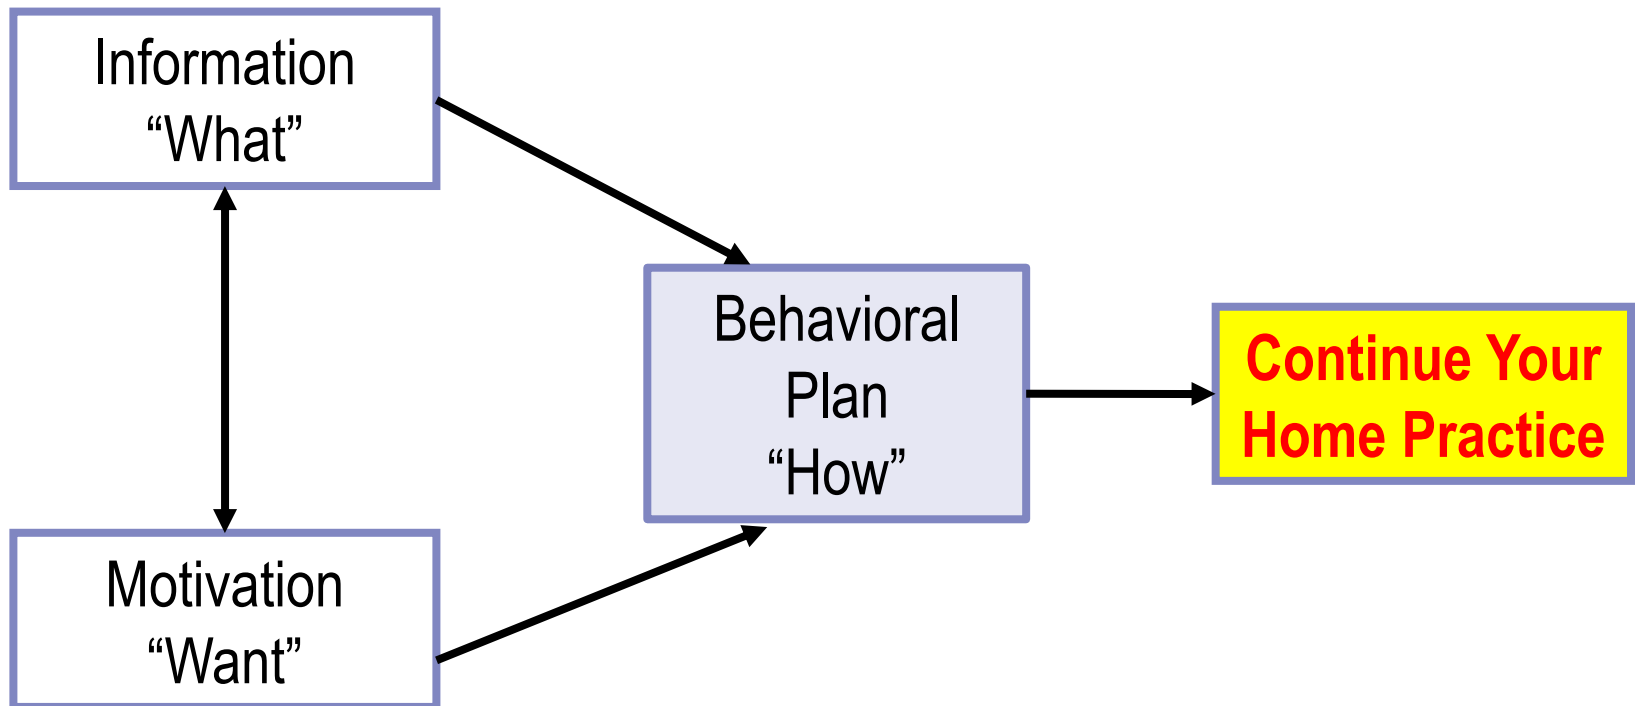 Information
“What”
Behavioral
Plan
“How”
Continue Your
Home Practice
Motivation
“Want”